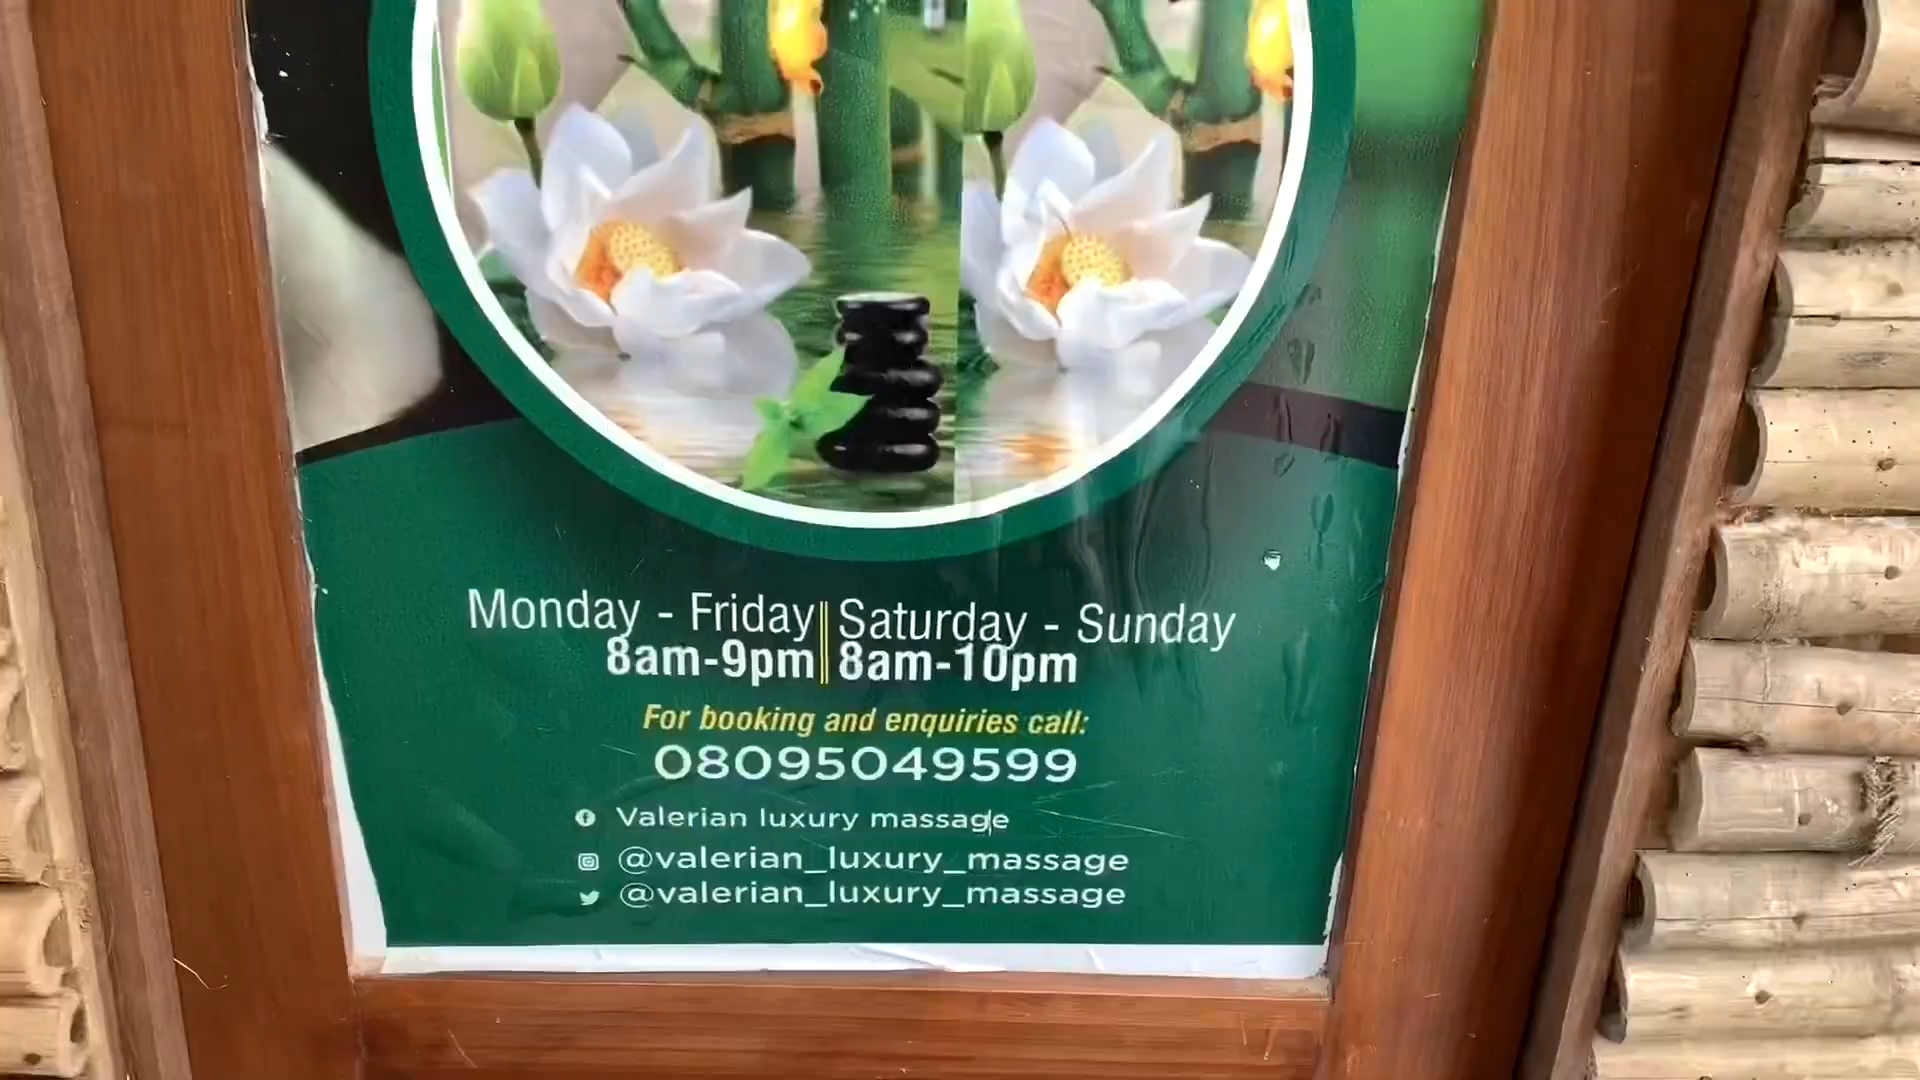 Monday - Friday
8am-9pm
Saturday - Sunday
8am-10pm
For booking and enquiries call:
08095049599
Valerian luxury massage
@valerian_luxury_massage
@valerian_luxury_massage